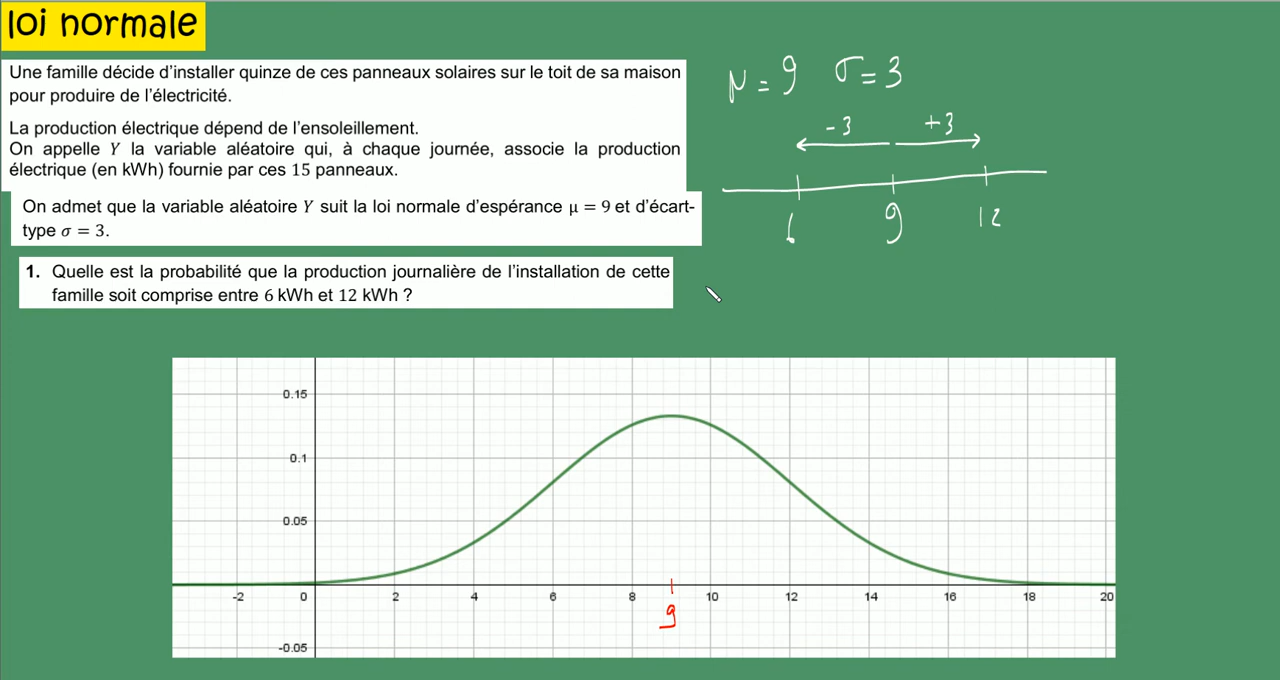 loi normale
Une famille décide d'installer quinze de ces panneaux solaires sur le toit de sa maison
pour produire de l'électricité.
La production électrique dépend de l'ensoleillement.
On appelle Y la variable aléatoire qui, à chaque journée, associe la production
électrique (en kWh) fournie par ces 15 panneaux.
On admet que la variable aléatoire Y suit la loi normale d'espérance μ = 9 et d'écart-
type σ = 3.
1. Quelle est la probabilité que la production journalière de l'installation de cette
famille soit comprise entre 6 kWh et 12 kWh ?
μ = 9 σ = 3
-3 +3
6 9 12
0.15
0.1
0.05
-2 0 2 4 6 8 10 12 14 16 18 20
9
-0.05